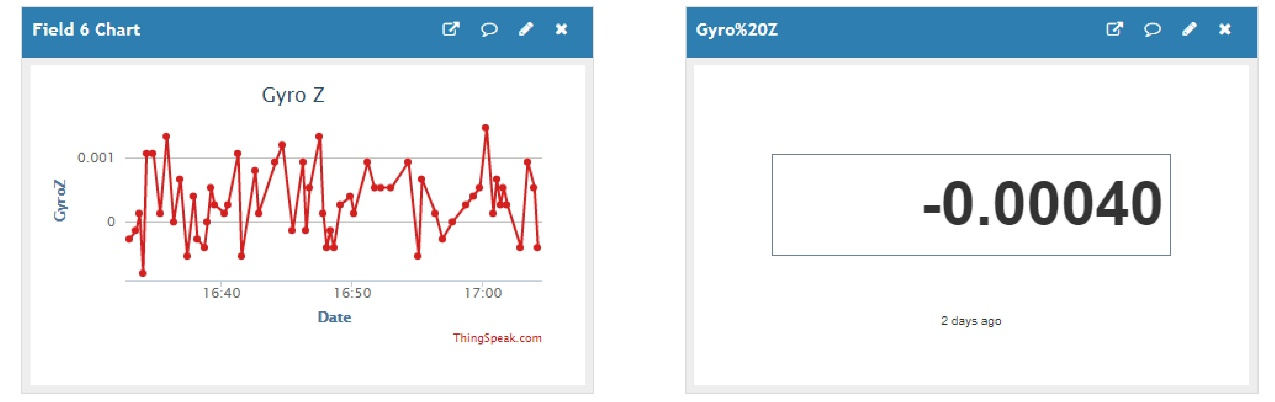 Field 6 Chart
Gyro Z
GyroZ
0.001
0
16:40 16:50 17:00
Date
ThingSpeak.com
Gyro%20Z
-0.00040
2 days ago